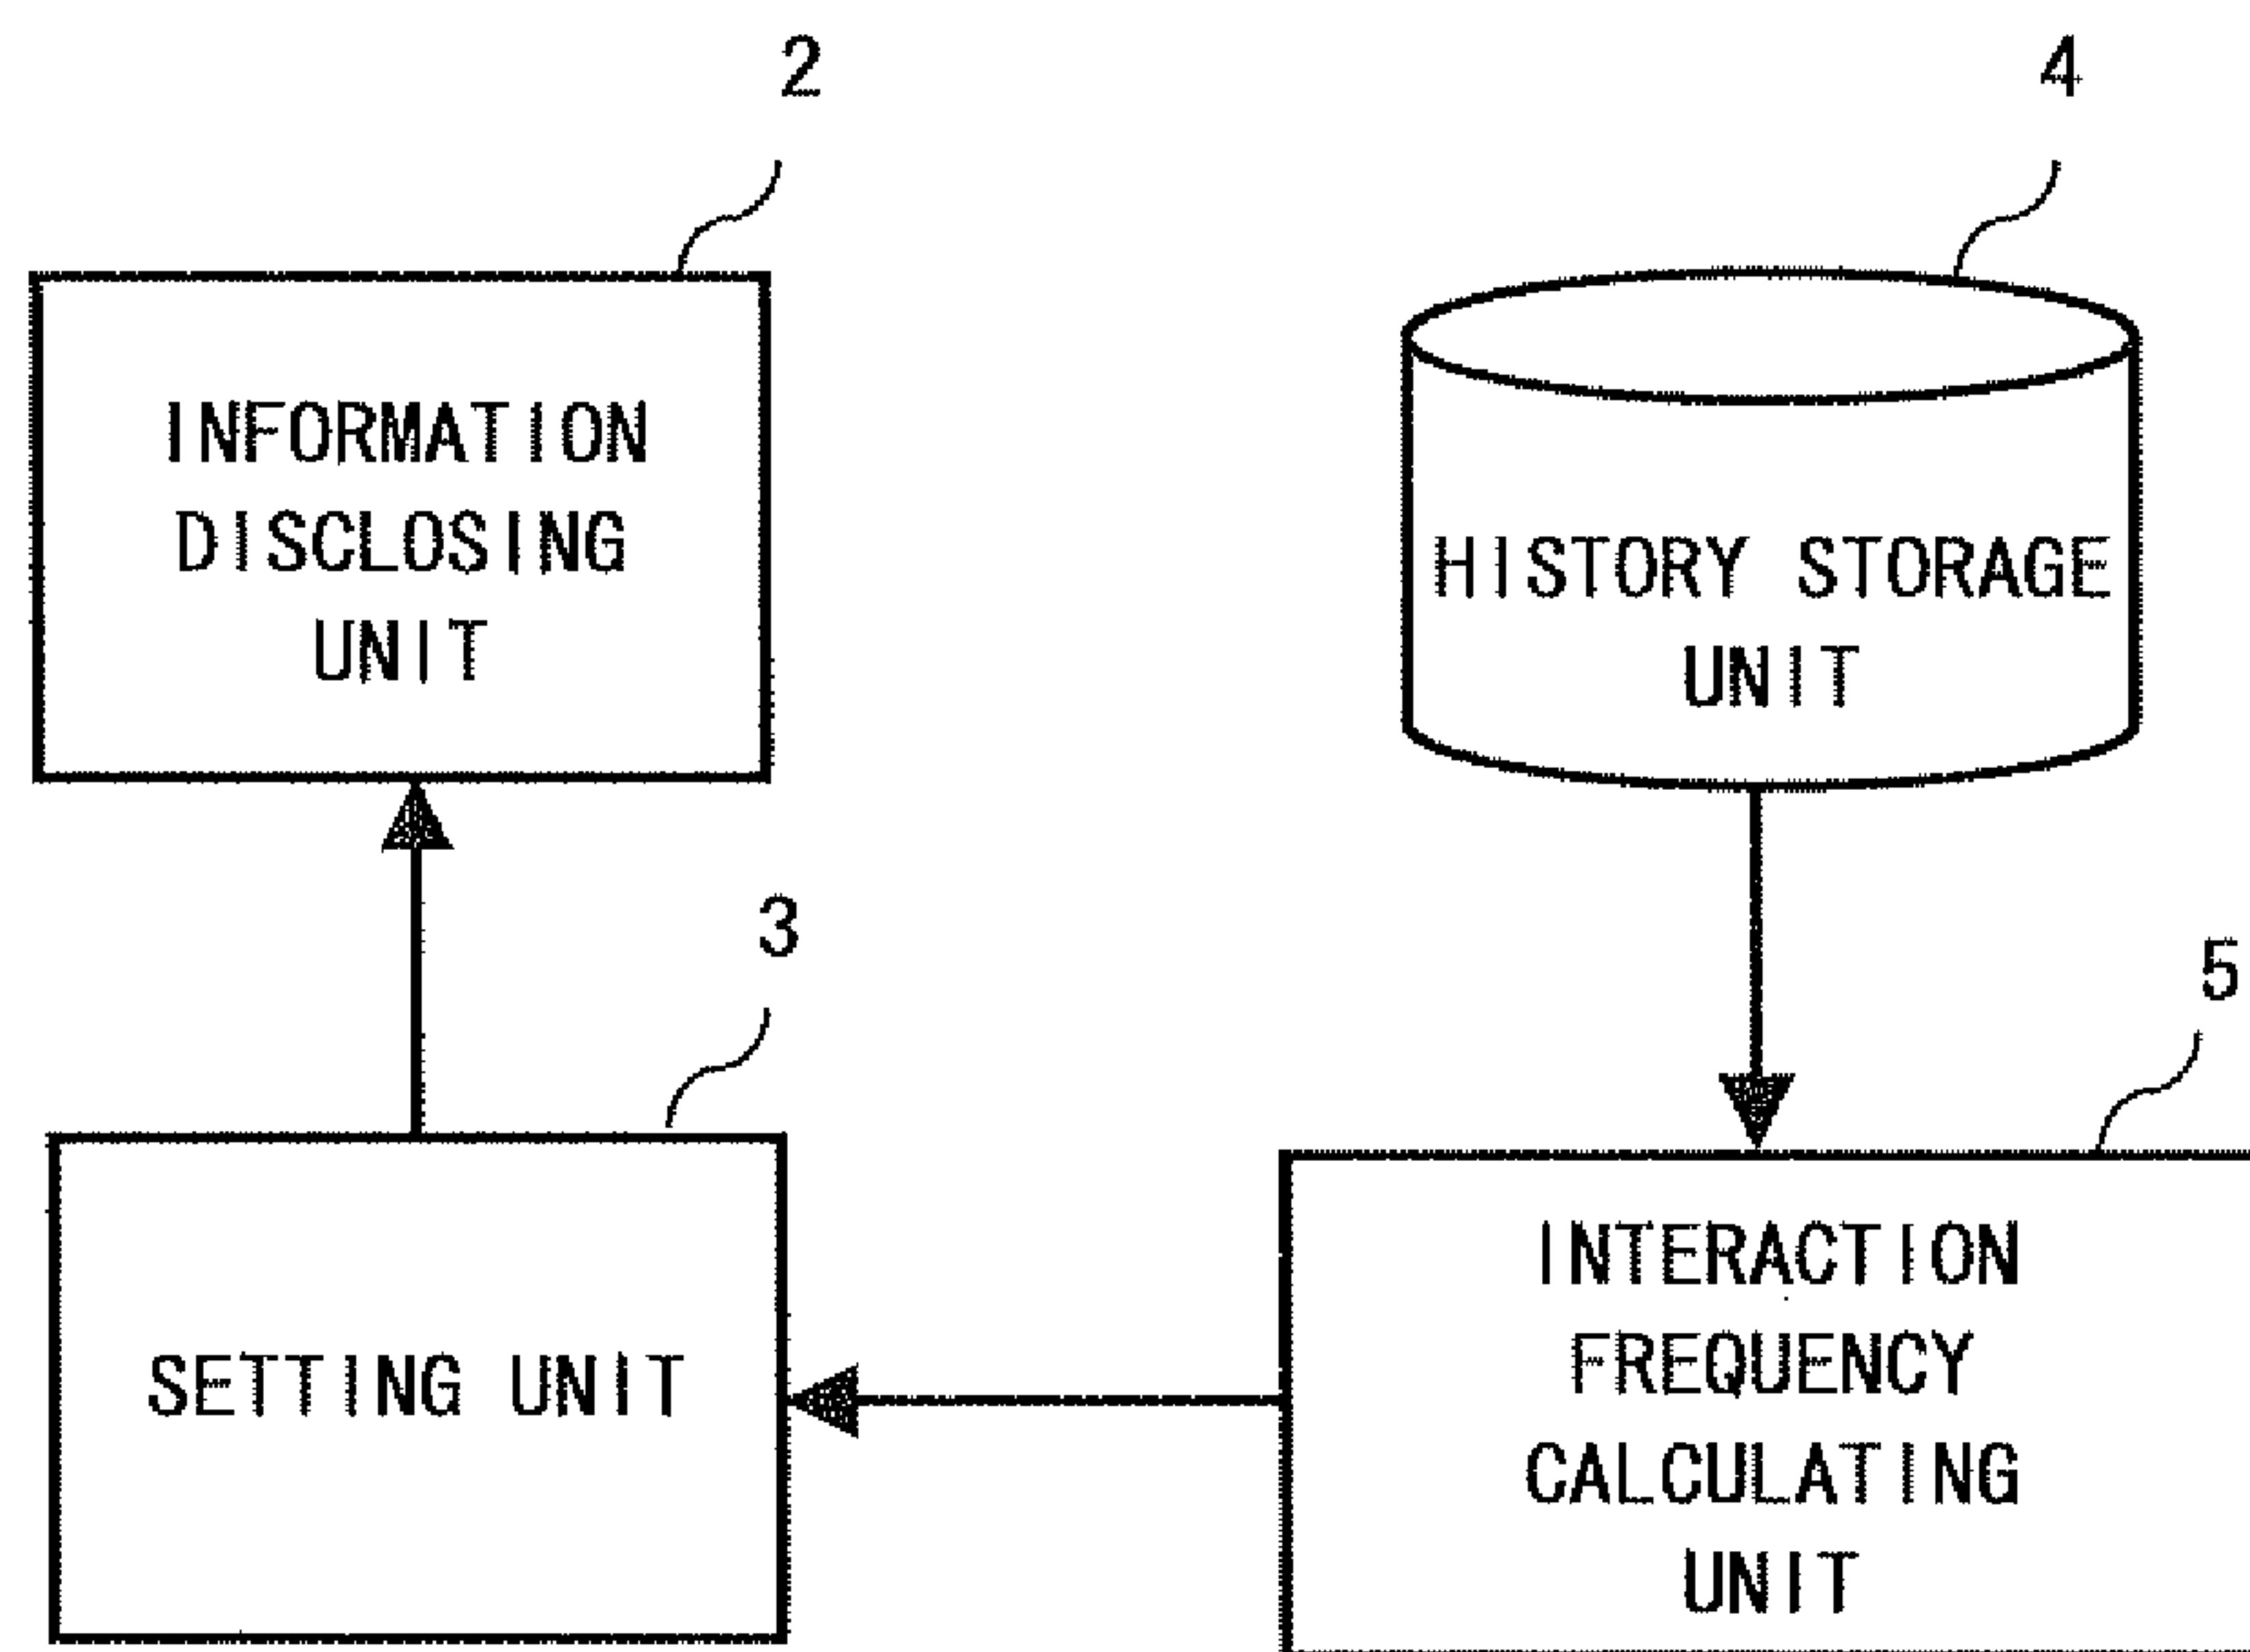 2
4
INFORMATION
DISCLOSING
UNIT
HISTORY STORAGE
UNIT
3
5
SETTING UNIT
INTERACTION
FREQUENCY
CALCULATING
UNIT